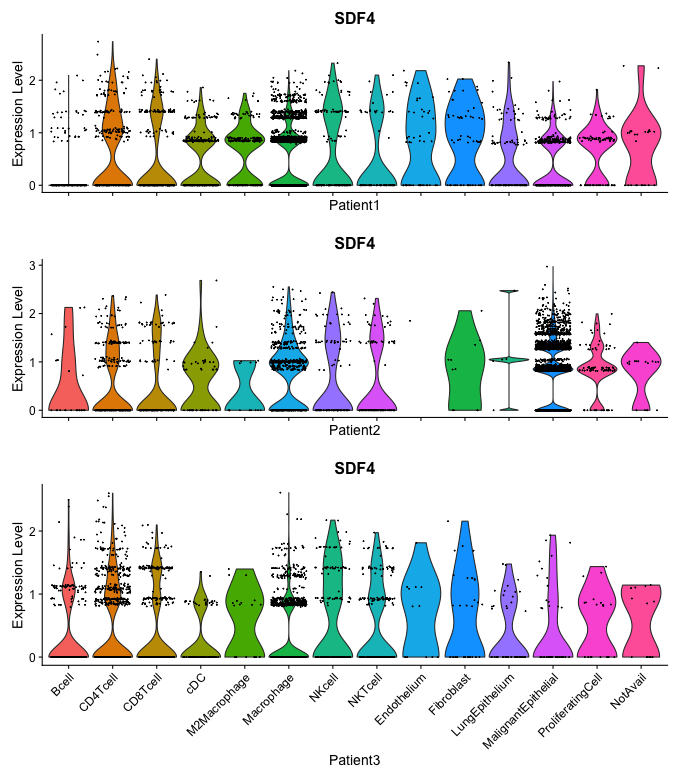 SDF4
Expression Level
2
1
0
Patient1
SDF4
Expression Level
3
2
1
0
Patient2
SDF4
Expression Level
2
1
0
Bcell
CD4Tcell
CD8Tcell
cDC
M2Macrophage
Macrophage
NKcell
NKTcell
Endothelium
Fibroblast
LungEpithelium
MalignantEpithelial
ProliferatingCell
NotAvail
Patient3